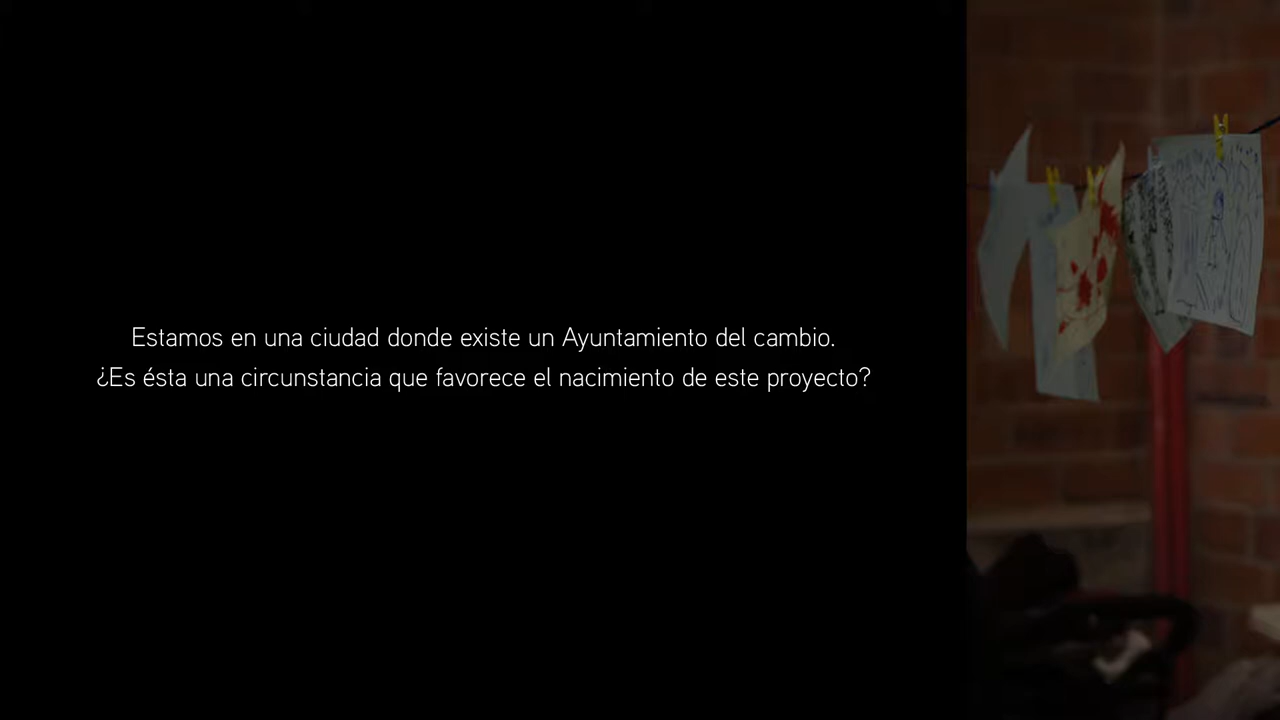 Estamos en una ciudad donde existe un Ayuntamiento del cambio.
¿Es ésta una circunstancia que favorece el nacimiento de este proyecto?